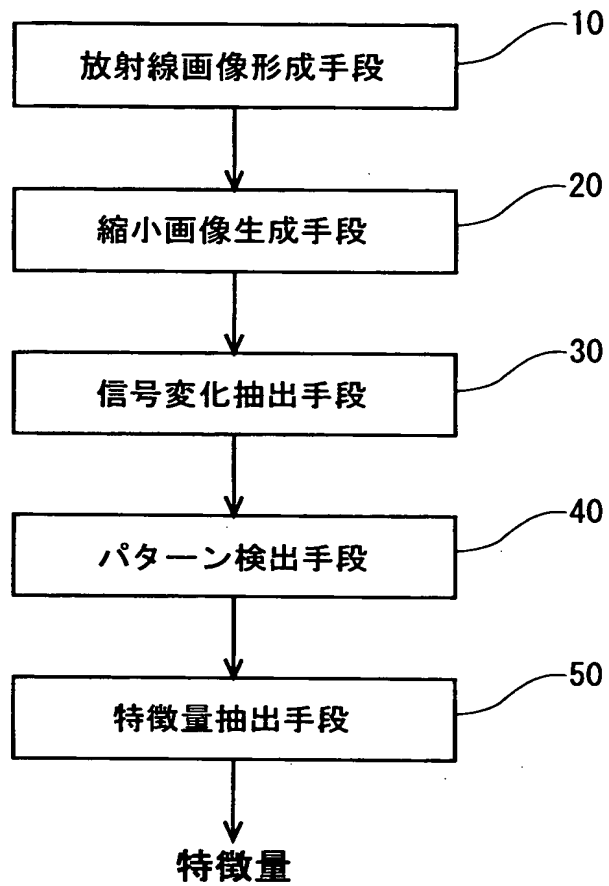 10
放射線画像形成手段
20
縮小画像生成手段
30
信号変化抽出手段
40
パターン検出手段
50
特徴量抽出手段
特徴量